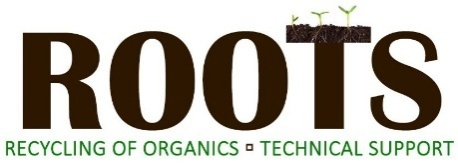 ROOTS
RECYCLING OF ORGANICS ▫ TECHNICAL SUPPORT